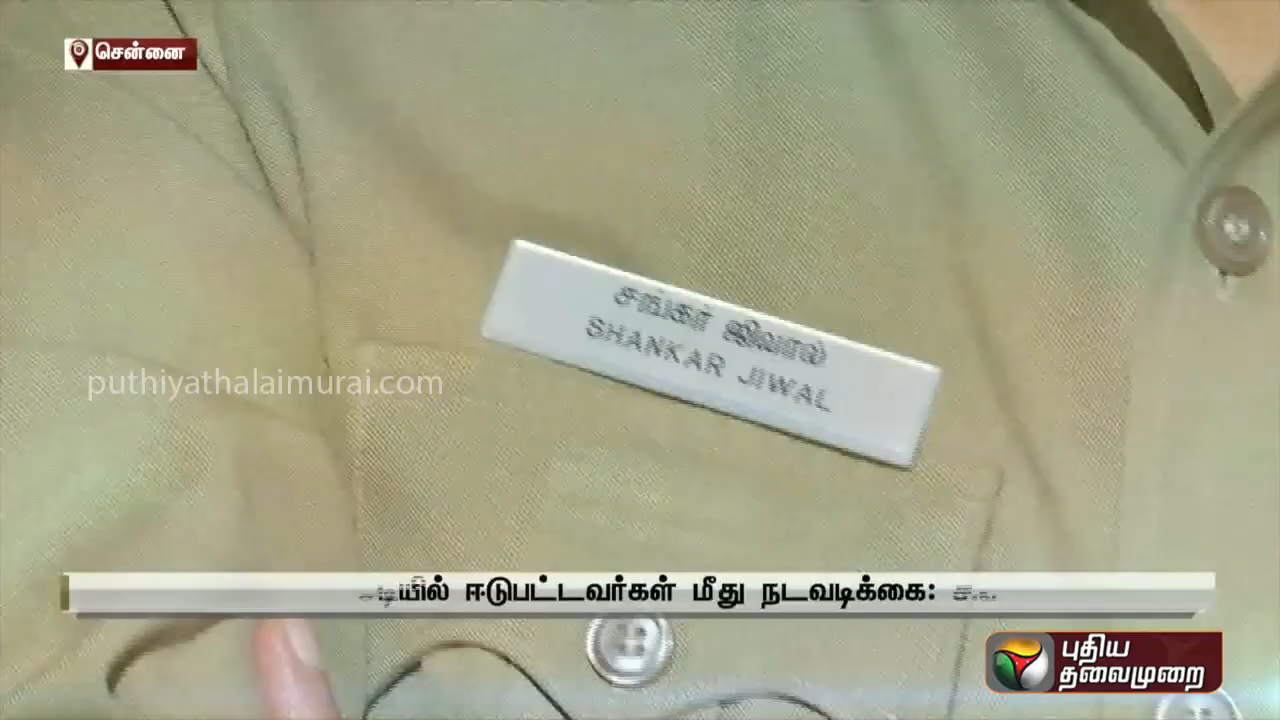 சென்னை
சங்கர் ஜிவால்
SHANKAR JIWAL
puthiyathalaimurai.com
ஈடுபட்டவர்கள் மீது நடவடிக்கை:
புதிய
தலைமுறை